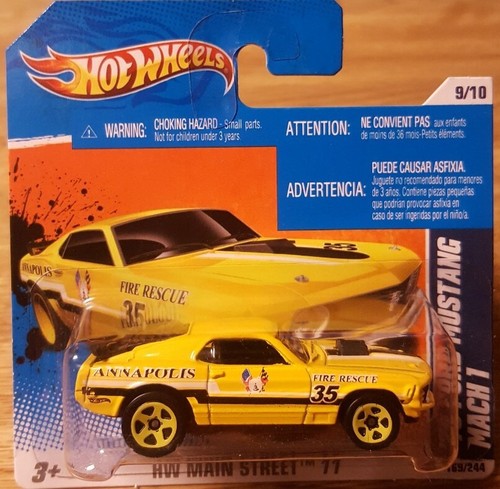 HOT WHEELS
9/10
WARNING: CHOKING HAZARD - Small parts.
Not for children under 3 years
ATTENTION: NE CONVIENT PAS aux enfants
de moins de 36 mois-Petits éléments.
ADVERTENCIA: PUEDE CAUSAR ASFIXIA.
Juguete no recomendado para menores
de 3 años. Contiene piezas pequeñas
que podrían provocar asfixia en
caso de ser ingeridas por el niño/a.
ANNAPOLIS
FIRE RESCUE
35
MUSTANG
MACH 1
ANNAPOLIS
FIRE RESCUE
35
3+
HW MAIN STREET™ '11
169/244